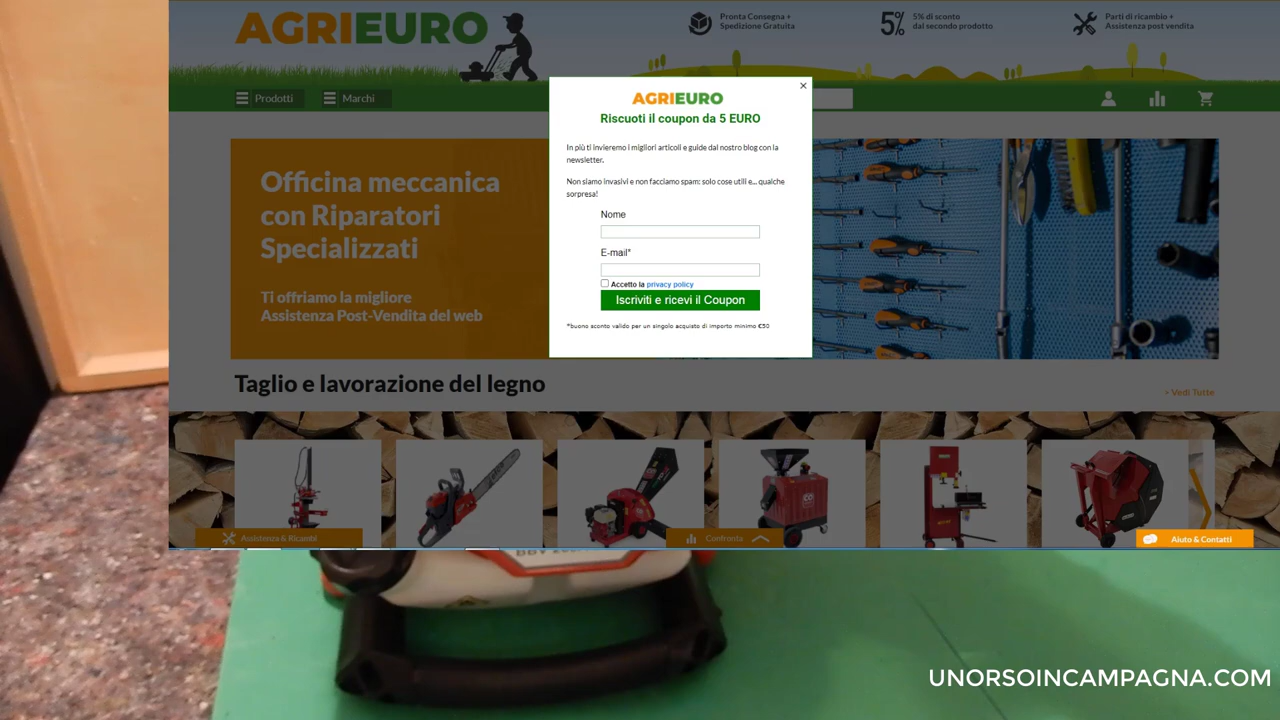 AGRIEURO
Pronta Consegna +
Spedizione Gratuita
5%
5% di sconto
dal secondo prodotto
Parti di ricambio +
Assistenza post vendita
Prodotti
Marchi
AGRIEURO
Riscuoti il coupon da 5 EURO
In più ti invieremo i migliori articoli e guide dal nostro blog con la
newsletter.
Non siamo invasivi e non facciamo spam: solo cose utili e... qualche
sorpresa!
Nome
E-mail*
Accetto la privacy policy
Iscriviti e ricevi il Coupon
*buono sconto valido per un singolo acquisto di importo minimo €50
Officina meccanica
con Riparatori
Specializzati
Ti offriamo la migliore
Assistenza Post-Vendita del web
Taglio e lavorazione del legno
> Vedi Tutte
Assistenza & Ricambi
Confronta
Aiuto & Contatti
UNORSOINCAMPAGNA.COM